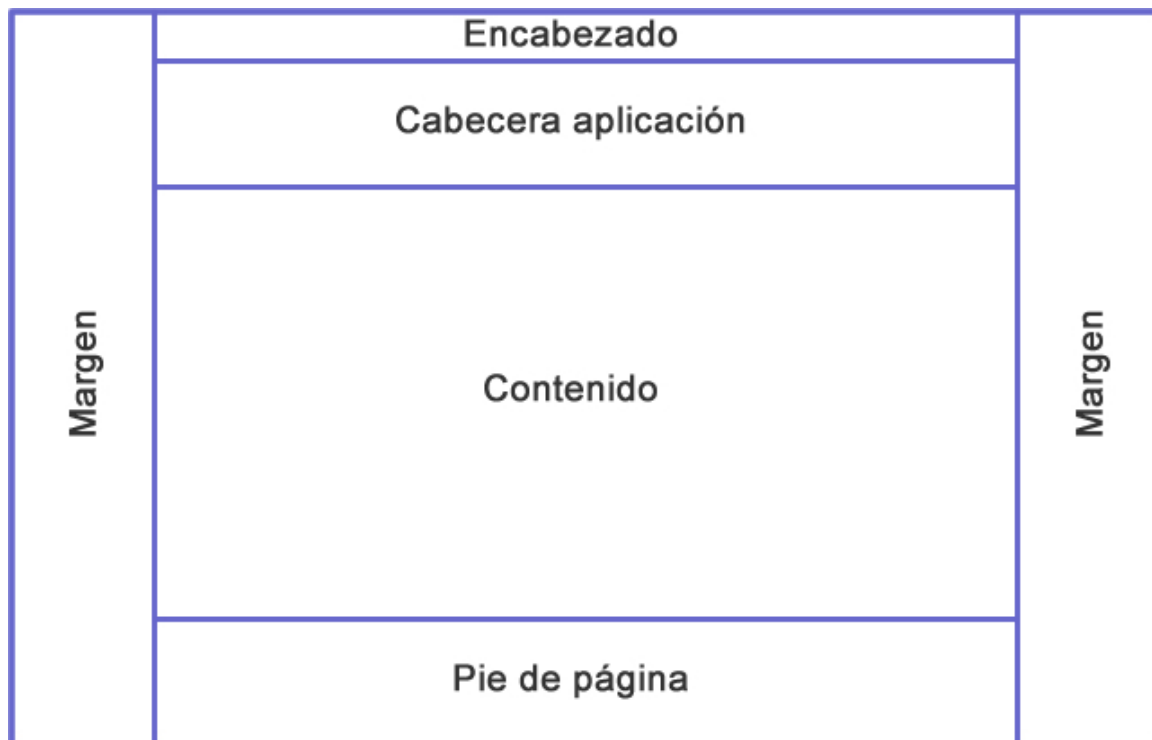 Encabezado
Cabecera aplicación
Margen
Contenido
Margen
Pie de página